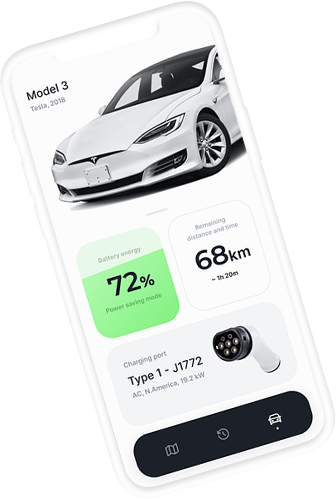 Model 3
Tesla, 2018
Battery energy
72%
Power saving mode
Remaining
distance and time
68km
~ 1h 20m
Charging port
Type 1 - J1772
AC, N.America, 19.2 kW